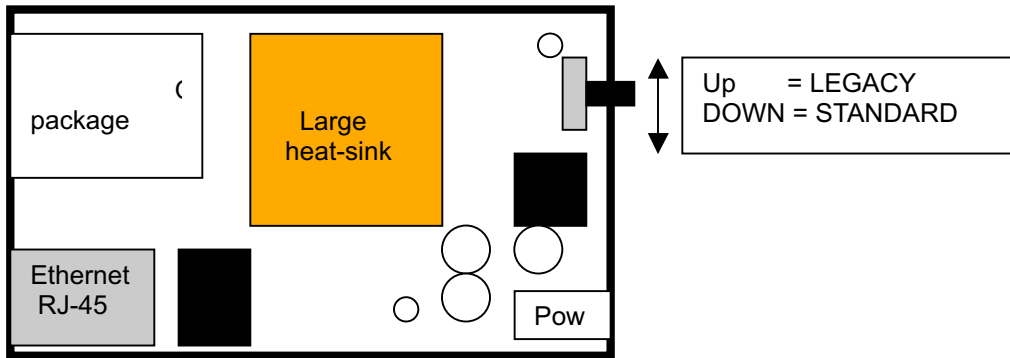 package
Large
heat-sink
Up = LEGACY
DOWN = STANDARD
Ethernet
RJ-45
Pow